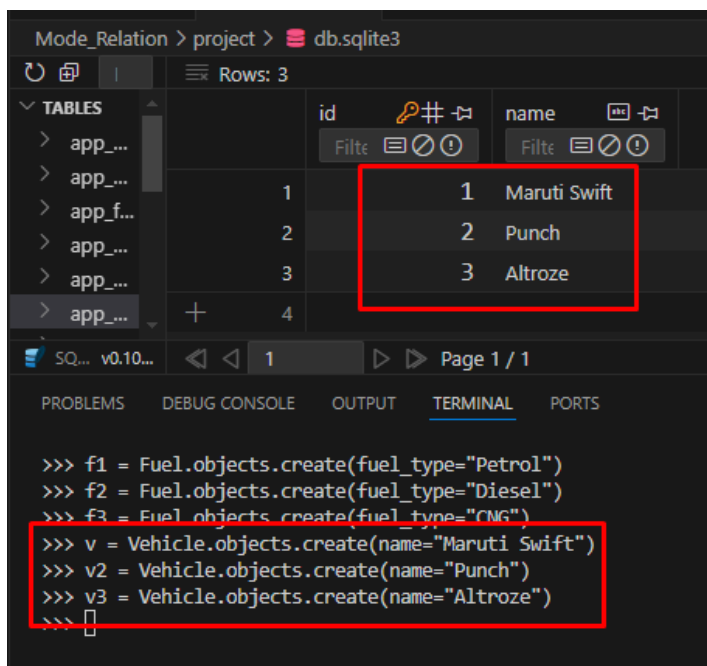 Mode_Relation > project > db.sqlite3
Rows: 3
TABLES
id name
Filte Filte
app_...
app_...
app_f...
app_...
app_...
app_...
1 1 Maruti Swift
2 2 Punch
3 3 Altroze
4
SQ... v0.10... 1 Page 1 / 1
PROBLEMS DEBUG CONSOLE OUTPUT TERMINAL PORTS
>>> f1 = Fuel.objects.create(fuel_type="Petrol")
>>> f2 = Fuel.objects.create(fuel_type="Diesel")
>>> f3 = Fuel.objects.create(fuel_type="CNG")
>>> v = Vehicle.objects.create(name="Maruti Swift")
>>> v2 = Vehicle.objects.create(name="Punch")
>>> v3 = Vehicle.objects.create(name="Altroze")
>>>